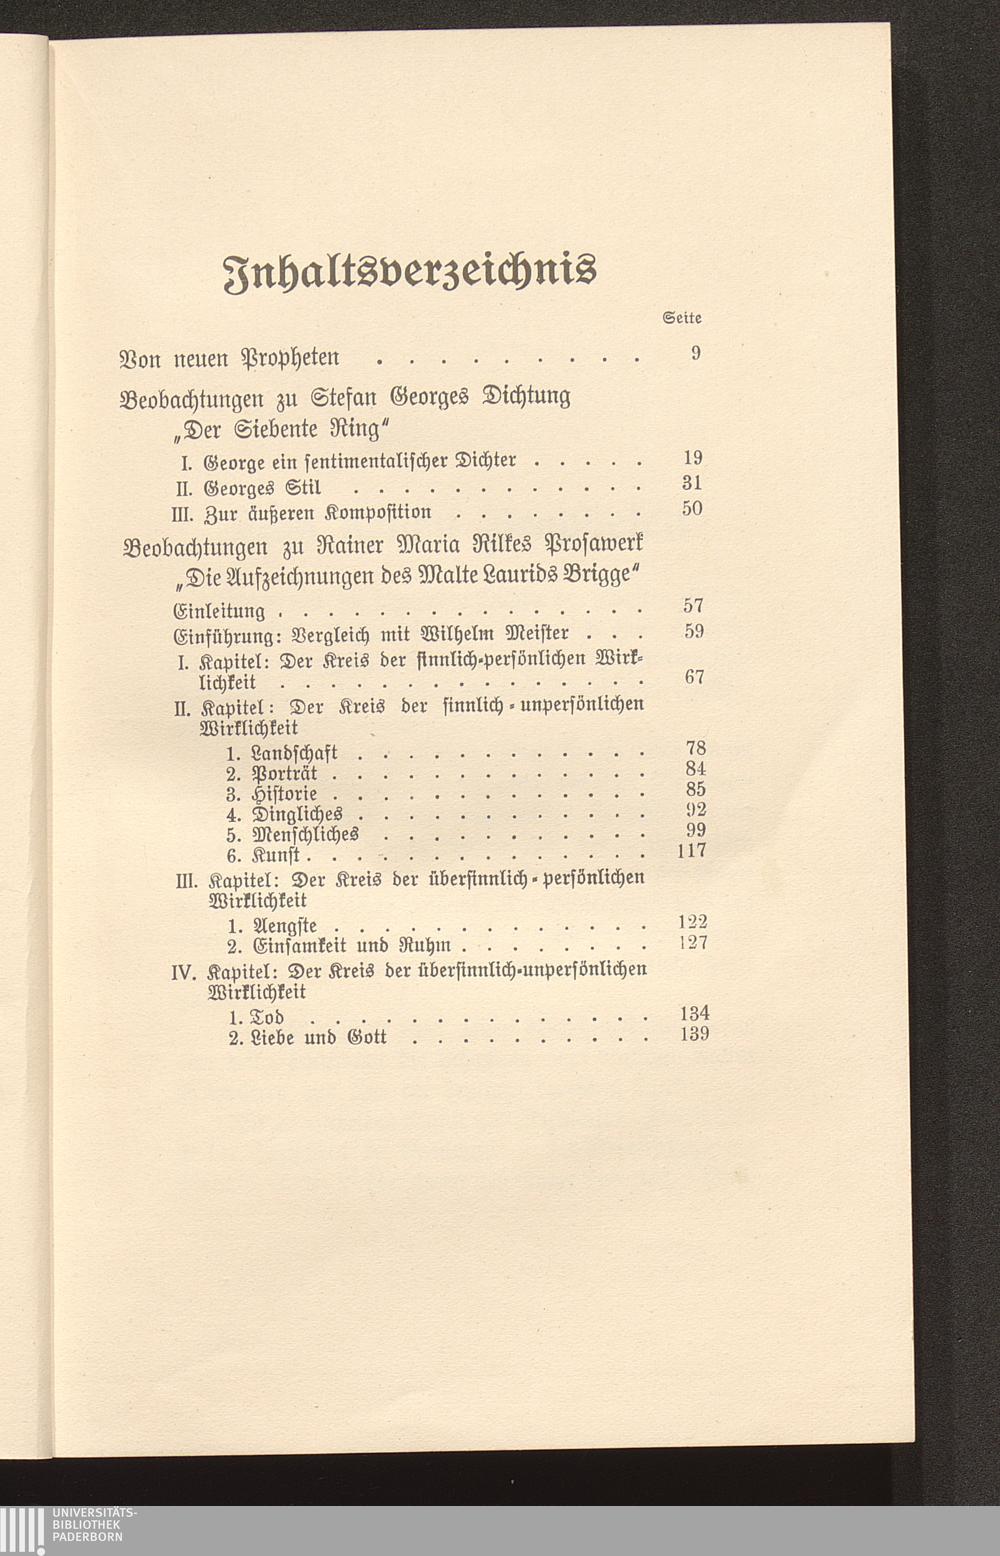 Inhaltsverzeichnis
Seite
Von neuen Propheten . . . . . . . . . . . 9
Beobachtungen zu Stefan Georges Dichtung
„Der Siebente Ring“
I. George ein sentimentalischer Dichter . . . . . 19
II. Georges Stil . . . . . . . . . . . . 31
III. Zur äußeren Komposition . . . . . . . . 50
Beobachtungen zu Rainer Maria Rilkes Prosawerk
„Die Aufzeichnungen des Malte Laurids Brigge“
Einleitung . . . . . . . . . . . . . . . 57
Einführung: Vergleich mit Wilhelm Meister . . . 59
I. Kapitel: Der Kreis der sinnlich-persönlichen Wirk-
lichkeit . . . . . . . . . . . . . . . 67
II. Kapitel: Der Kreis der sinnlich-unpersönlichen
Wirklichkeit
1. Landschaft . . . . . . . . . . . . 78
2. Porträt . . . . . . . . . . . . . 84
3. Historie . . . . . . . . . . . . . 85
4. Dingliches . . . . . . . . . . . . 92
5. Menschliches . . . . . . . . . . . 99
6. Kunst . . . . . . . . . . . . . . 117
III. Kapitel: Der Kreis der übersinnlich-persönlichen
Wirklichkeit
1. Aengste . . . . . . . . . . . . . 122
2. Einsamkeit und Ruhm . . . . . . . . 127
IV. Kapitel: Der Kreis der übersinnlich-unpersönlichen
Wirklichkeit
1. Tod . . . . . . . . . . . . . . 134
2. Liebe und Gott . . . . . . . . . . 139
UNIVERSITÄTS-
BIBLIOTHEK
PADERBORN